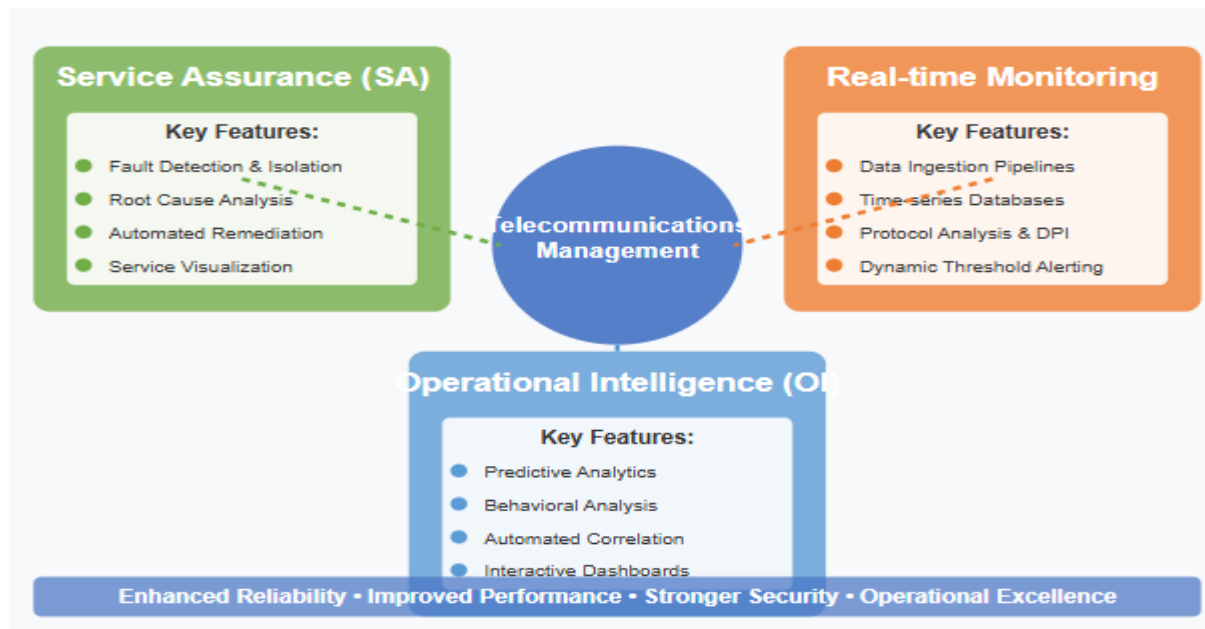 Service Assurance (SA)
Key Features:
Fault Detection & Isolation
Root Cause Analysis
Automated Remediation
Service Visualization
Telecommunications
Management
Real-time Monitoring
Key Features:
Data Ingestion Pipelines
Time-series Databases
Protocol Analysis & DPI
Dynamic Threshold Alerting
Operational Intelligence (OI)
Key Features:
Predictive Analytics
Behavioral Analysis
Automated Correlation
Interactive Dashboards
Enhanced Reliability • Improved Performance • Stronger Security • Operational Excellence